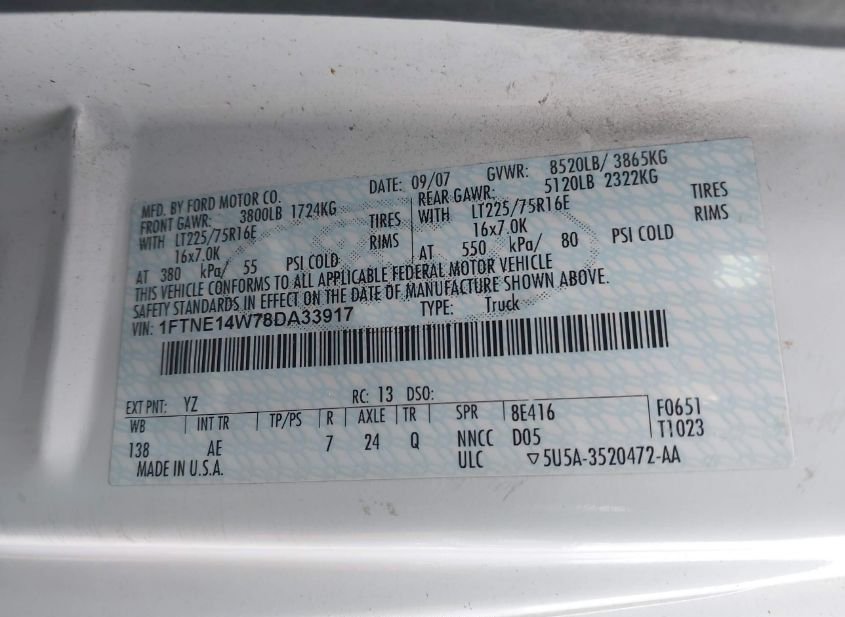 MFD. BY FORD MOTOR CO. DATE: 09/07 GVWR: 8520LB/ 3865KG
FRONT GAWR: 3800LB 1724KG REAR GAWR: 5120LB 2322KG
WITH LT225/75R16E TIRES WITH LT225/75R16E TIRES
16x7.0K RIMS 16x7.0K RIMS
AT 380 kPa/ 55 PSI COLD AT 550 kPa/ 80 PSI COLD
THIS VEHICLE CONFORMS TO ALL APPLICABLE FEDERAL MOTOR VEHICLE
SAFETY STANDARDS IN EFFECT ON THE DATE OF MANUFACTURE SHOWN ABOVE.
VIN: 1FTNE14W78DA33917 TYPE: Truck
EXT PNT: YZ RC: 13 DSO:
WB INT TR TP/PS R AXLE TR SPR 8E416 F0651
138 AE 7 24 Q NNCC D05 T1023
MADE IN U.S.A. ULC ▽5U5A-3520472-AA